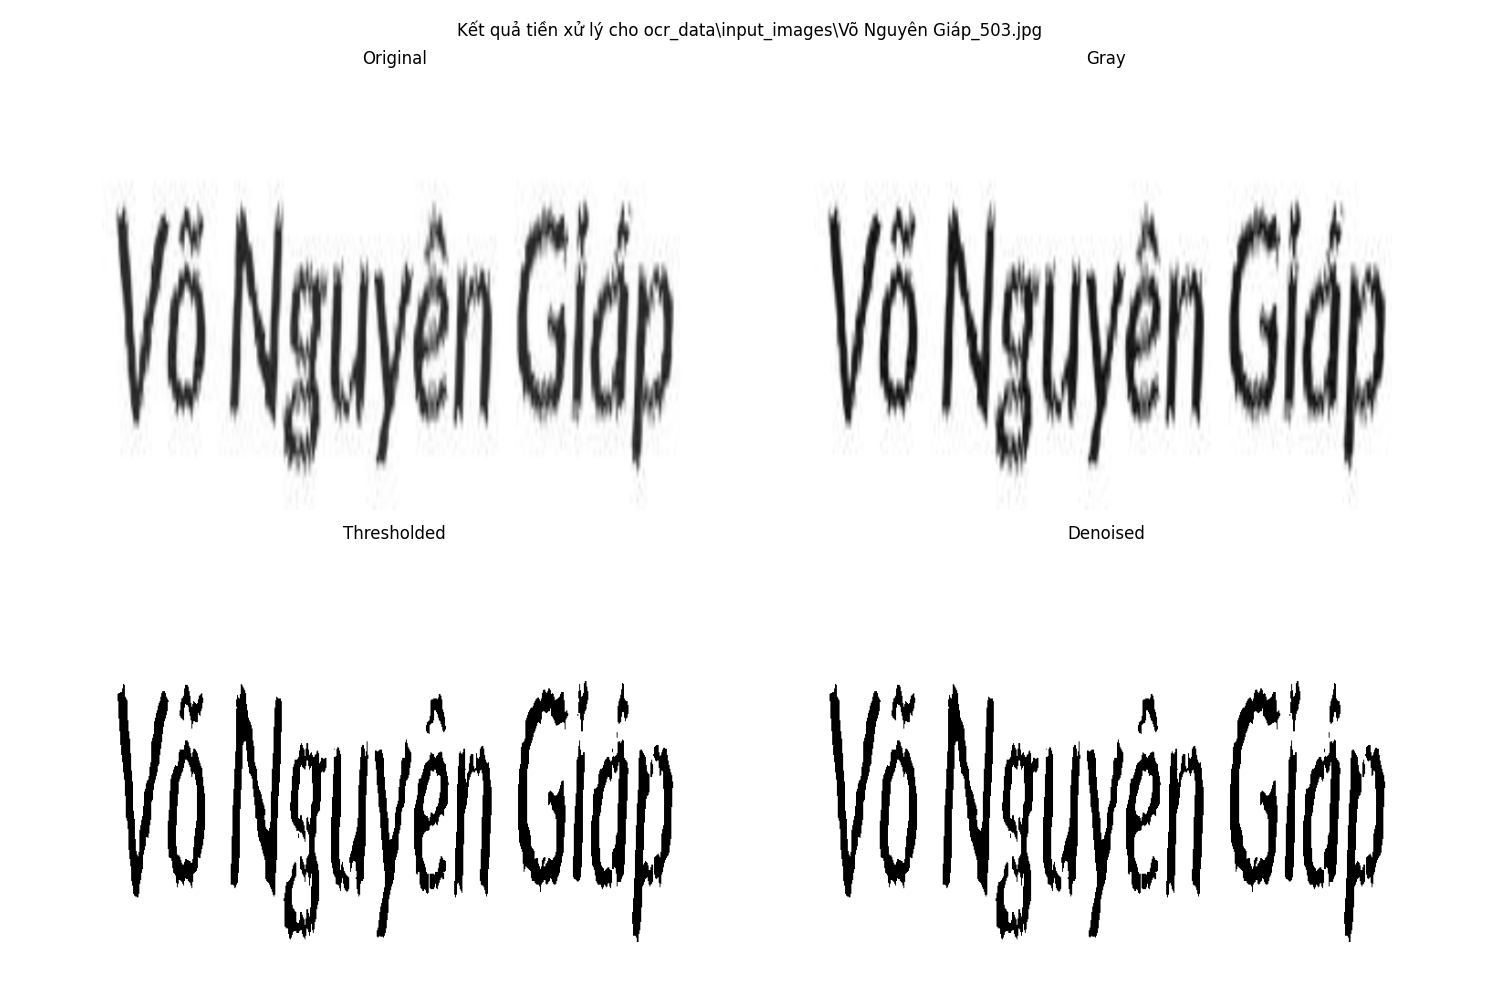 Kết quả tiền xử lý cho ocr_data\input_images\Võ Nguyên Giáp_503.jpg
Original
Gray
Võ Nguyên Giáp
Võ Nguyên Giáp
Thresholded
Denoised
Võ Nguyên Giáp
Võ Nguyên Giáp